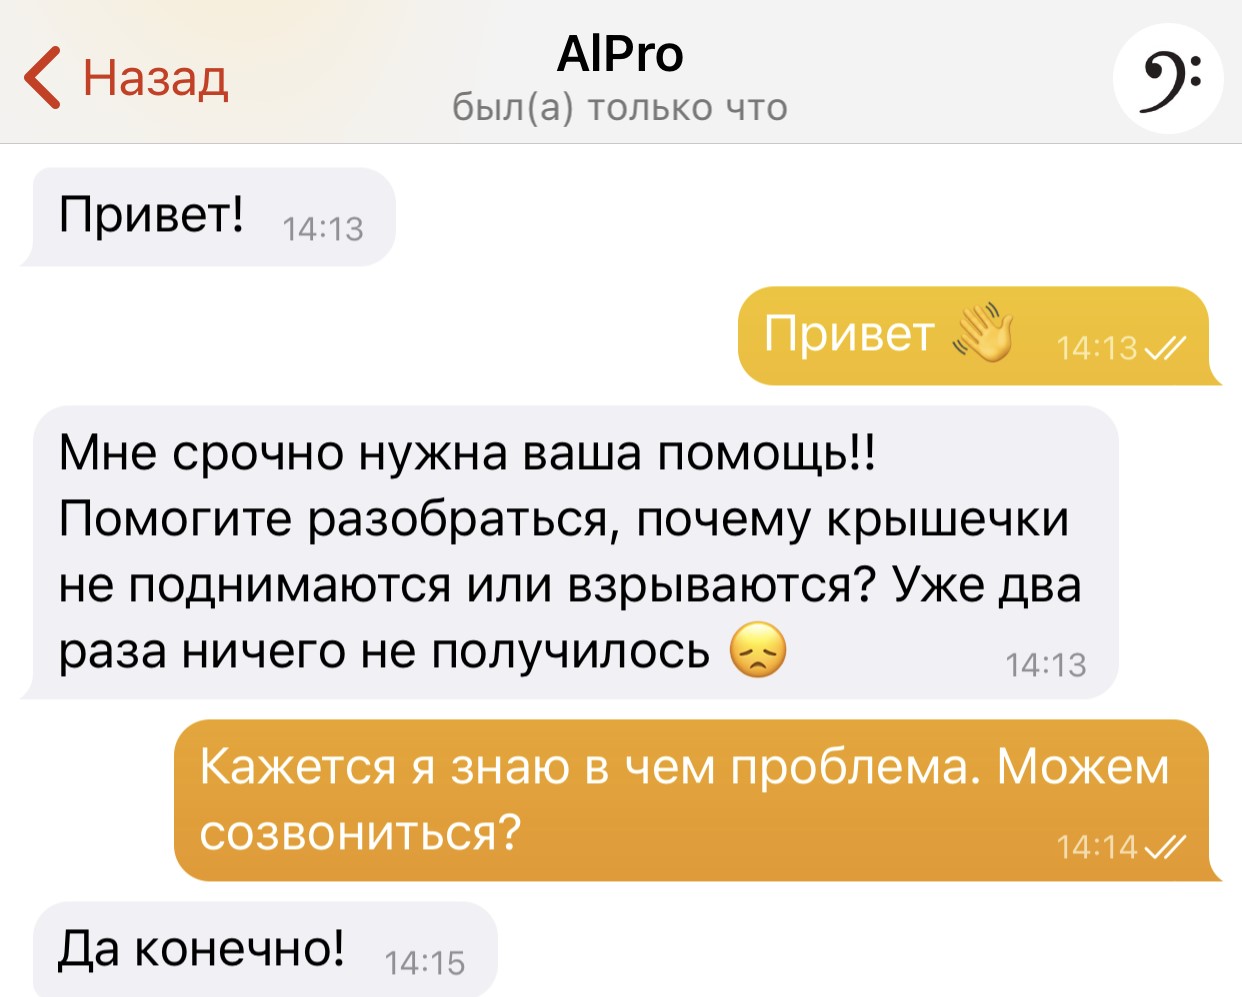 AlPro
Назад
был(а) только что
Привет! 14:13
Привет 👋 14:13
Мне срочно нужна ваша помощь!!
Помогите разобраться, почему крышечки
не поднимаются или взрываются? Уже два
раза ничего не получилось 😞 14:13
Кажется я знаю в чем проблема. Можем
созвониться? 14:14
Да конечно! 14:15